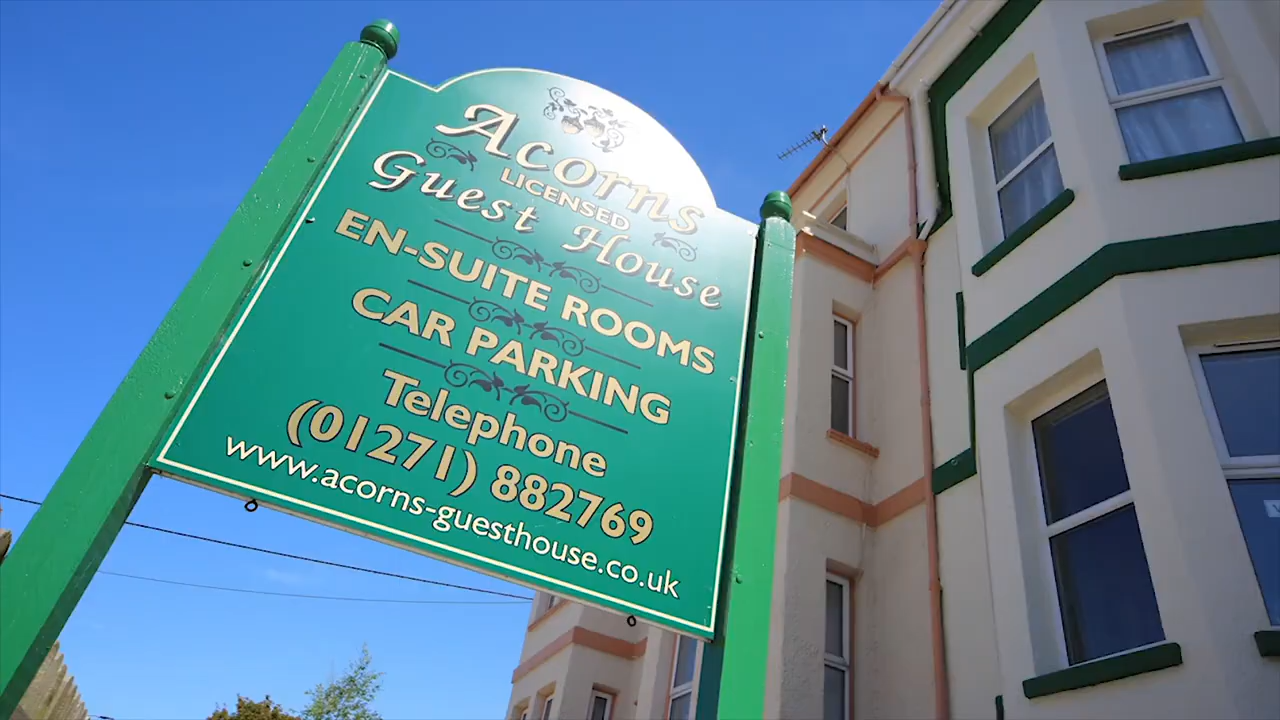 Acorns
LICENSED
Guest House
EN-SUITE ROOMS
CAR PARKING
Telephone
(01271) 882769
www.acorns-guesthouse.co.uk